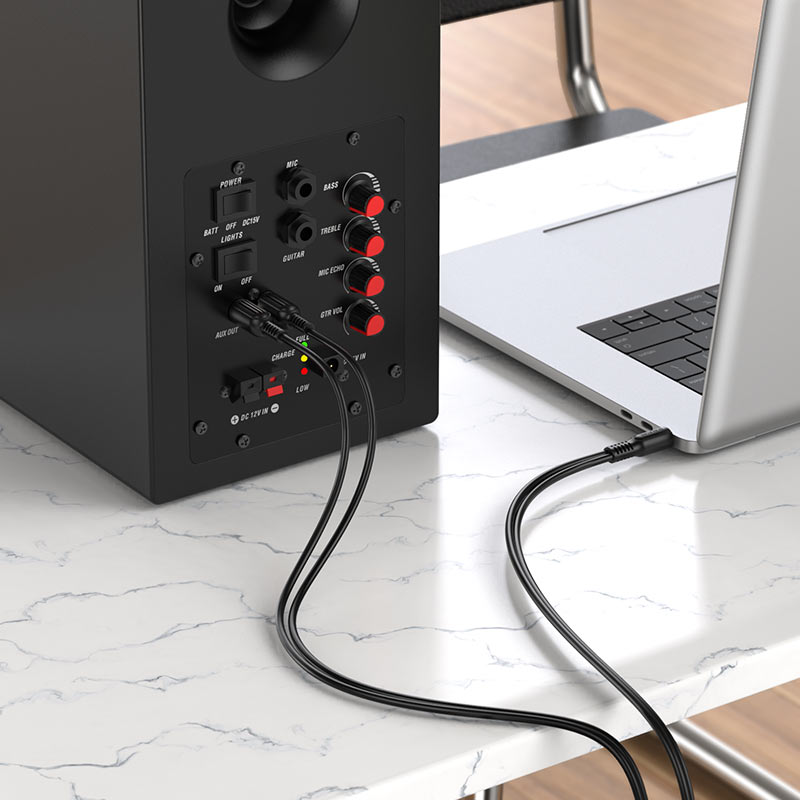 POWER
BATT OFF DC15V
LIGHTS
ON OFF
MIC
GUITAR
BASS
TREBLE
MIC ECHO
GTR VOL
AUX OUT
FULL
CHARGE
LOW
V IN
DC 12V IN